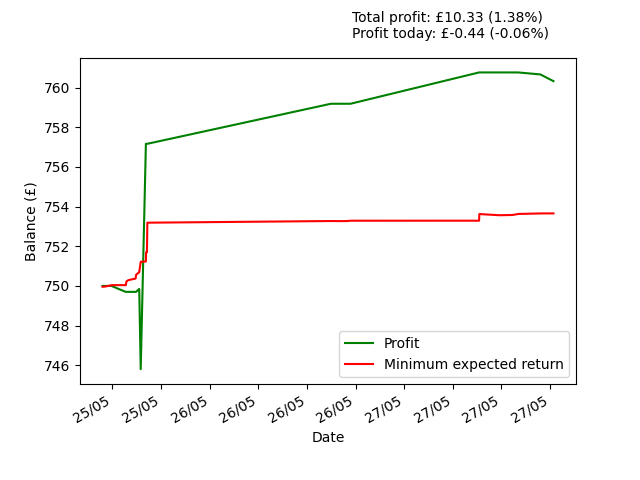 Total profit: £10.33 (1.38%)
Profit today: £-0.44 (-0.06%)
760
758
756
754
752
750
748
746
Balance (£)
Profit
Minimum expected return
25/05 25/05 26/05 26/05 26/05 26/05 27/05 27/05 27/05 27/05
Date